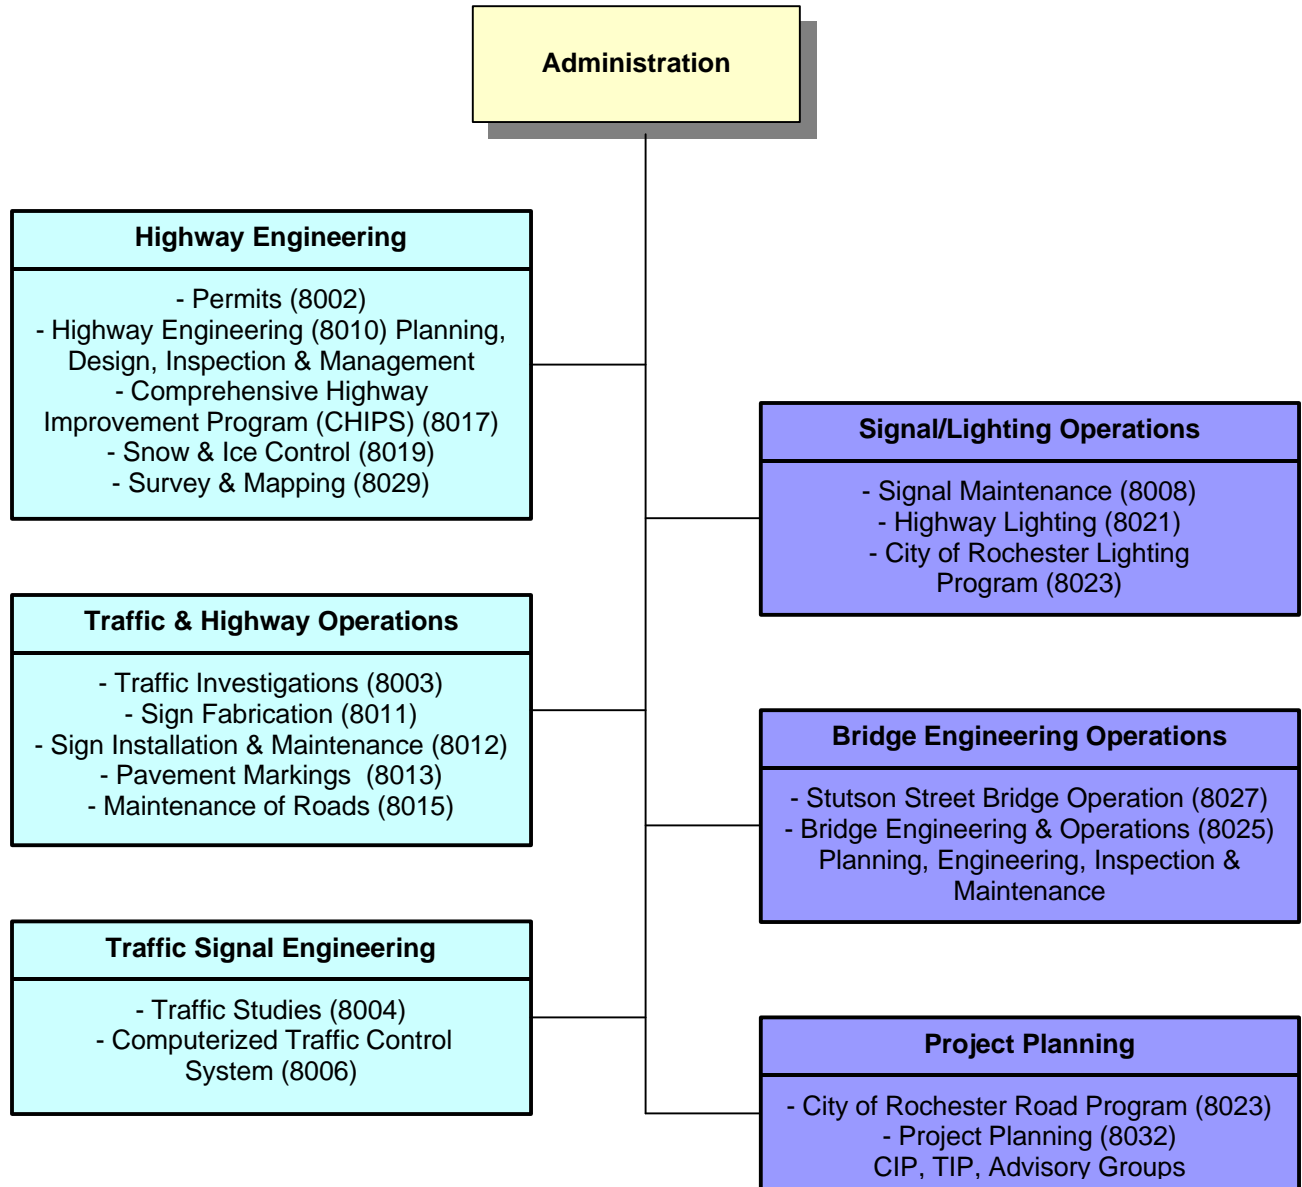 Administration
Highway Engineering
- Permits (8002)
- Highway Engineering (8010) Planning,
Design, Inspection & Management
- Comprehensive Highway
Improvement Program (CHIPS) (8017)
- Snow & Ice Control (8019)
- Survey & Mapping (8029)
Traffic & Highway Operations
- Traffic Investigations (8003)
- Sign Fabrication (8011)
- Sign Installation & Maintenance (8012)
- Pavement Markings  (8013)
- Maintenance of Roads (8015)
Traffic Signal Engineering
- Traffic Studies (8004)
- Computerized Traffic Control
System (8006)
Signal/Lighting Operations
- Signal Maintenance (8008)
- Highway Lighting (8021)
- City of Rochester Lighting
Program (8023)
Bridge Engineering Operations
- Stutson Street Bridge Operation (8027)
- Bridge Engineering & Operations (8025)
Planning, Engineering, Inspection &
Maintenance
Project Planning
- City of Rochester Road Program (8023)
- Project Planning (8032)
CIP, TIP, Advisory Groups